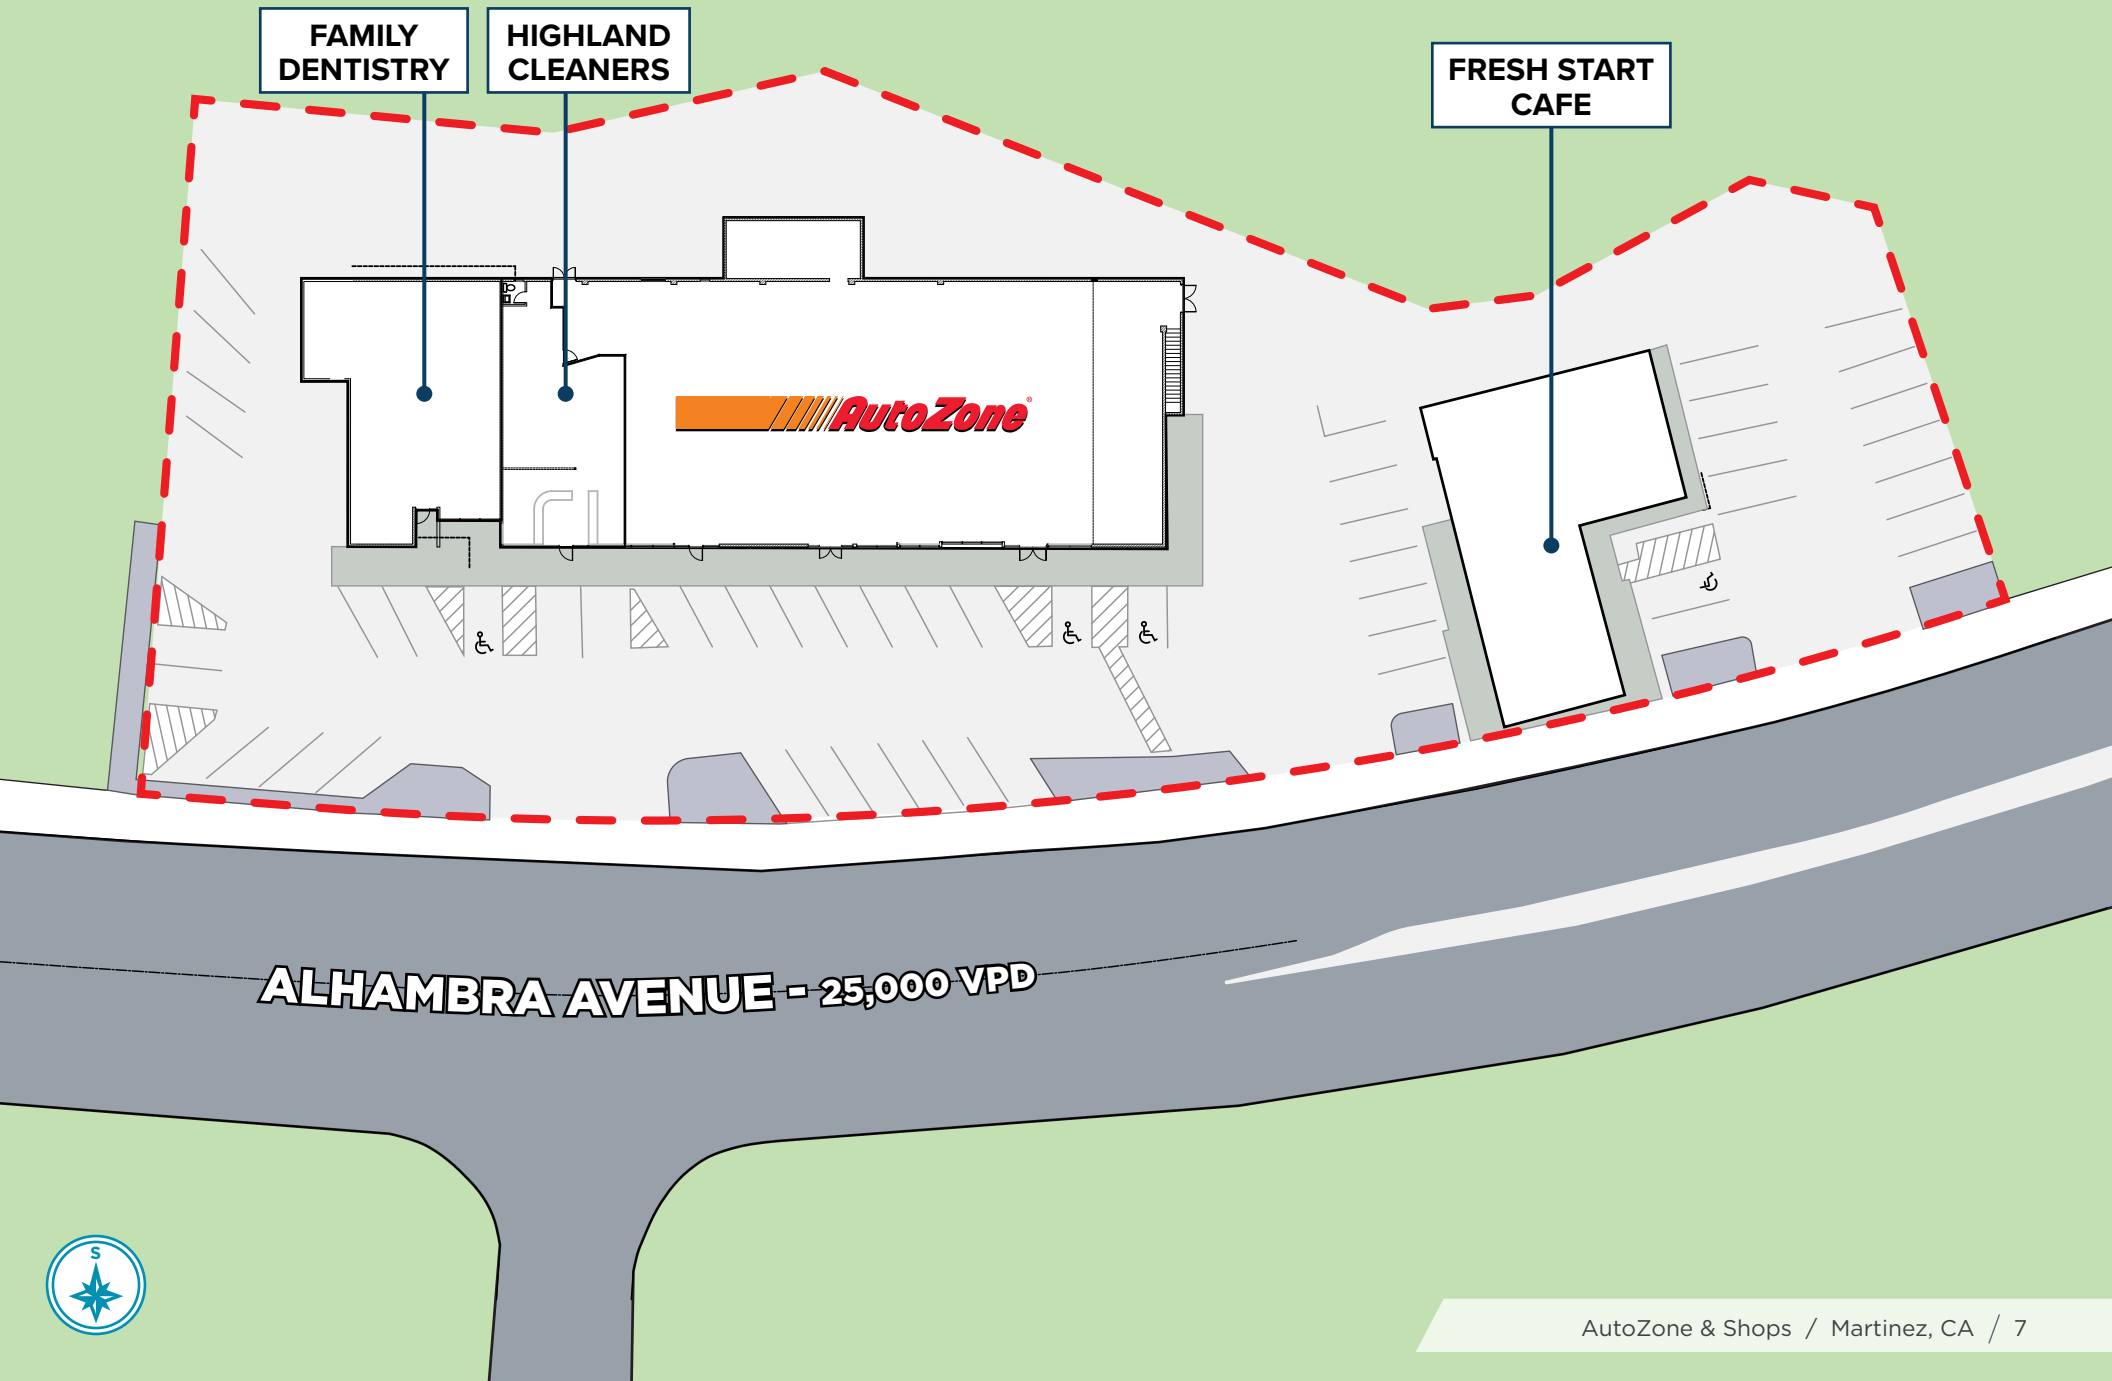 FAMILY
DENTISTRY
HIGHLAND
CLEANERS
FRESH START
CAFE
AutoZone®
ALHAMBRA AVENUE - 25,000 VPD
S
AutoZone & Shops / Martinez, CA / 7